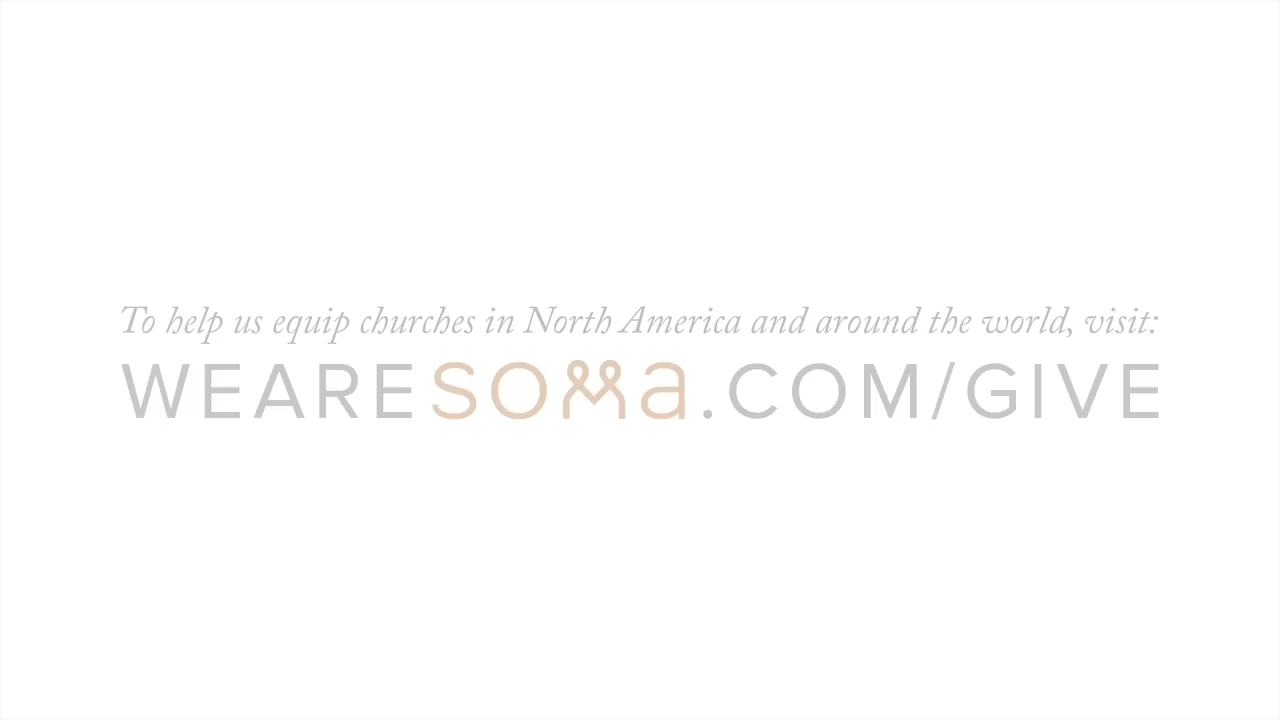 To help us equip churches in North America and around the world, visit:
WEARESOMa.COM/GIVE